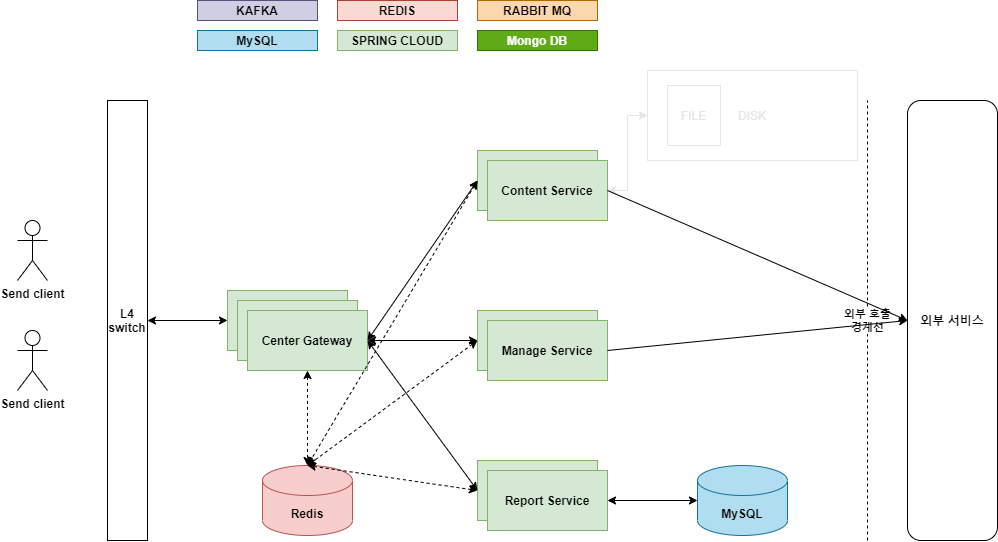 KAFKA
REDIS
RABBIT MQ
MySQL
SPRING CLOUD
Mongo DB
FILE
DISK
Content Service
Send client
L4
switch
Center Gateway
Manage Service
외부 호출
경계선
외부 서비스
Send client
Redis
Report Service
MySQL